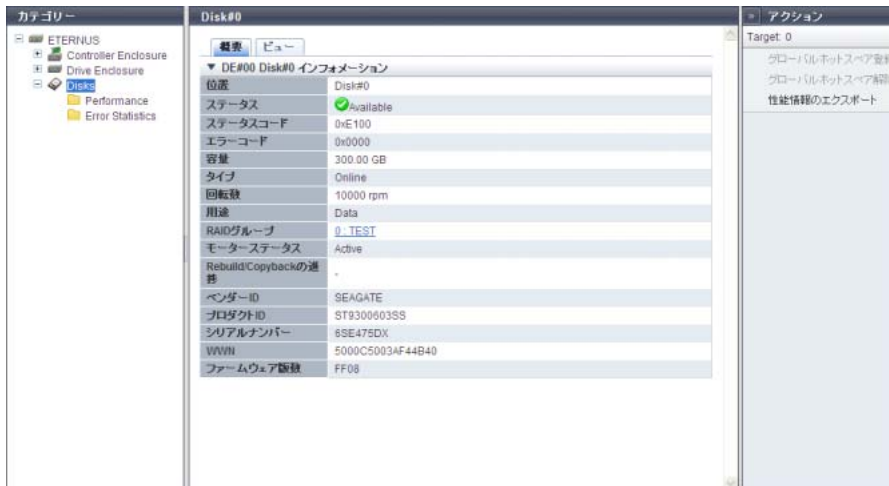 カテゴリー
ETERNUS
Controller Enclosure
Drive Enclosure
Disks
Performance
Error Statistics
Disk#0
概要 ビュー
▼ DE#00 Disk#0 インフォメーション
位置 Disk#0
ステータス Available
ステータスコード 0xE100
エラーコード 0x0000
容量 300.00 GB
タイプ Online
回転数 10000 rpm
用途 Data
RAIDグループ 0 : TEST
モーターステータス Active
Rebuild/Copybackの進
捗 -
ベンダーID SEAGATE
プロダクトID ST9300603SS
シリアルナンバー 6SE475DX
WWN 5000C5003AF44B40
ファームウェア版数 FF08
» アクション
Target: 0
グローバルホットスペア登録
グローバルホットスペア解除
性能情報のエクスポート